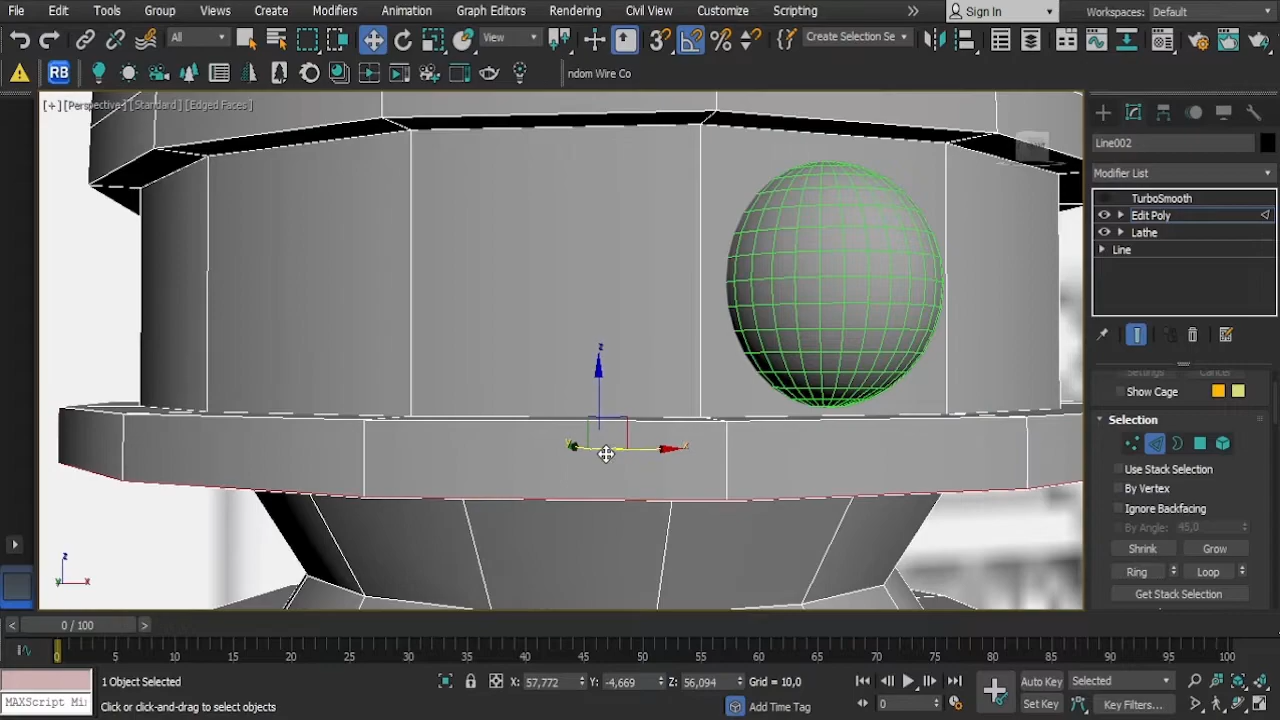 File Edit Tools Group Views Create Modifiers Animation Graph Editors Rendering Civil View Customize Scripting Sign In Workspaces: Default
All View Create Selection Se
RB ndom Wire Co
[+] [Perspective] [Standard] [Edged Faces]
Line002
Modifier List
TurboSmooth
Edit Poly
Lathe
Line
Settings Cancel
Show Cage
Selection
Use Stack Selection
By Vertex
Ignore Backfacing
By Angle: 45,0
Shrink Grow
Ring Loop
Get Stack Selection
z
y x
z
y x
0 / 100
0 5 10 15 20 25 30 35 40 45 50 55 60 65 70 75 80 85 90 95 100
1 Object Selected X: 57,772 Y: -4,669 Z: 56,094 Grid = 10,0 Auto Key Selected
MAXScript Mi Click or click-and-drag to select objects Add Time Tag 0 Set Key Key Filters...